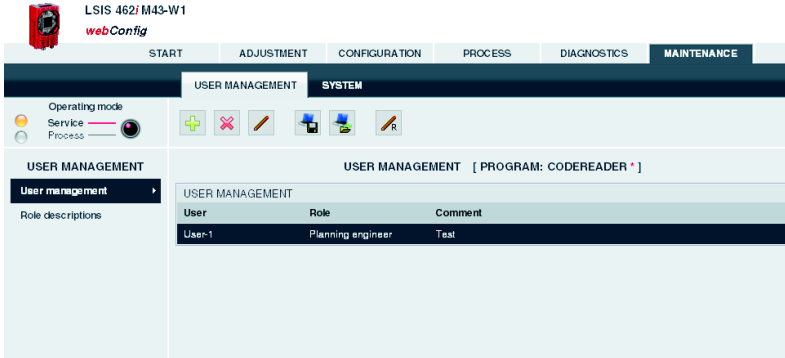 LSIS 462i M43-W1
webConfig
START ADJUSTMENT CONFIGURATION PROCESS DIAGNOSTICS MAINTENANCE
USER MANAGEMENT SYSTEM
Operating mode
Service
Process
R
USER MANAGEMENT
User management
Role descriptions
USER MANAGEMENT [ PROGRAM: CODEREADER * ]
USER MANAGEMENT
User Role Comment
User-1 Planning engineer Test